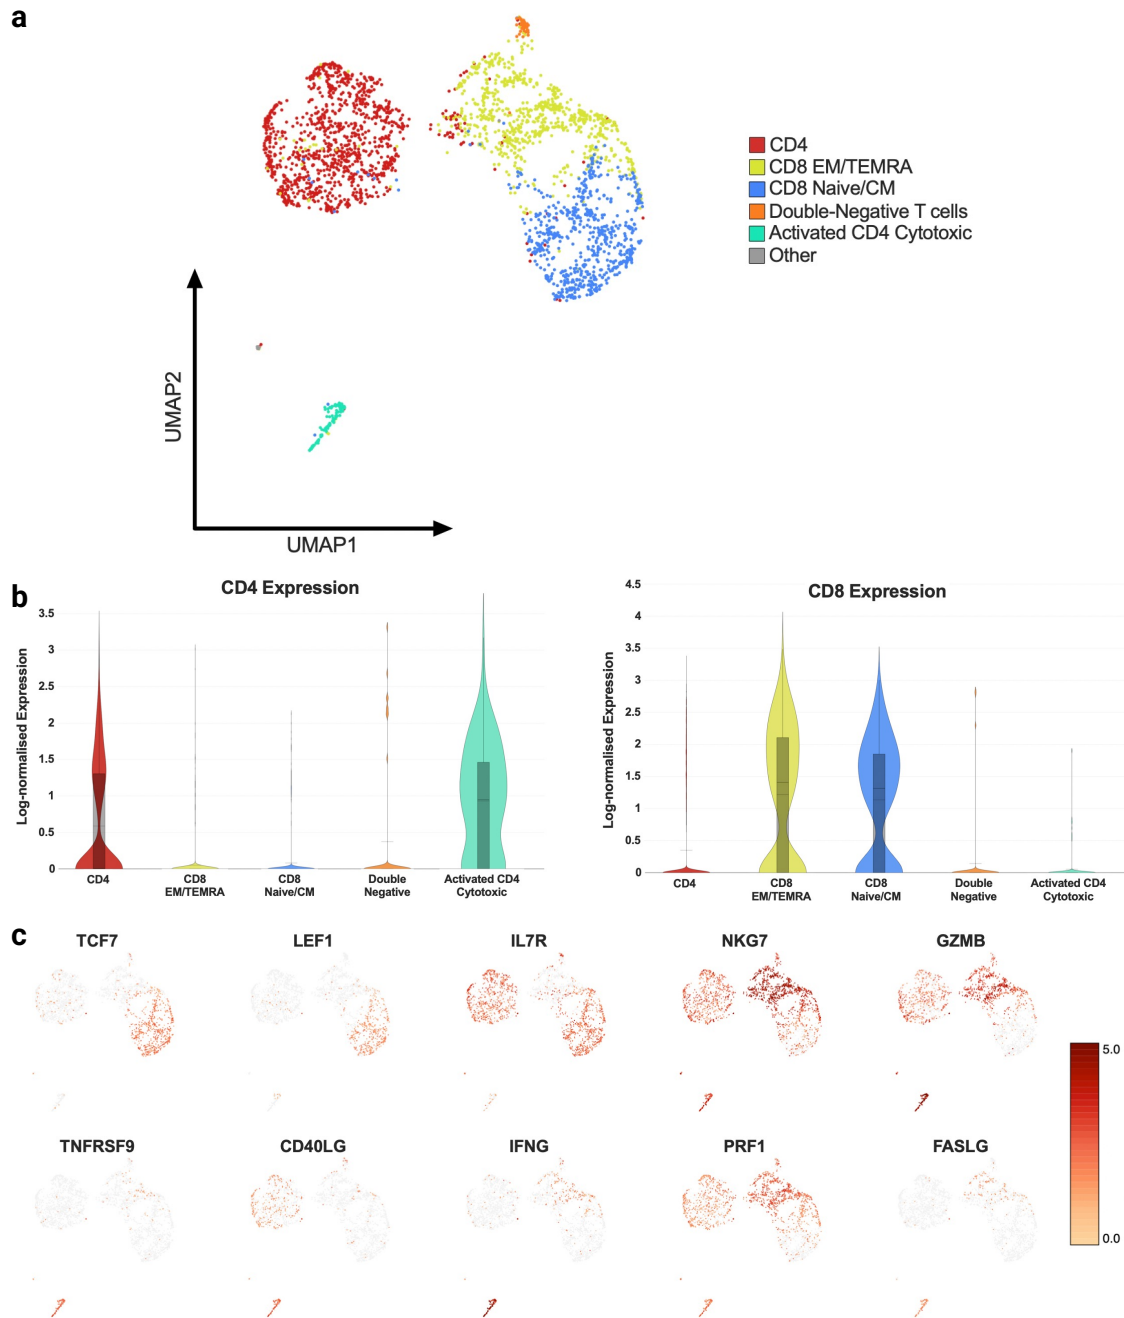 a
CD4
CD8 EM/TEMRA
CD8 Naive/CM
Double-Negative T cells
Activated CD4 Cytotoxic
Other
UMAP2
UMAP1
b
CD4 Expression
Log-normalised Expression
3.5
3
2.5
2
1.5
1
0.5
0
CD4
CD8
EM/TEMRA
CD8
Naive/CM
Double
Negative
Activated CD4
Cytotoxic
CD8 Expression
Log-normalised Expression
4.5
4
3.5
3
2.5
2
1.5
1
0.5
0
CD4
CD8
EM/TEMRA
CD8
Naive/CM
Double
Negative
Activated CD4
Cytotoxic
c
TCF7
LEF1
IL7R
NKG7
GZMB
TNFRSF9
CD40LG
IFNG
PRF1
FASLG
5.0
0.0